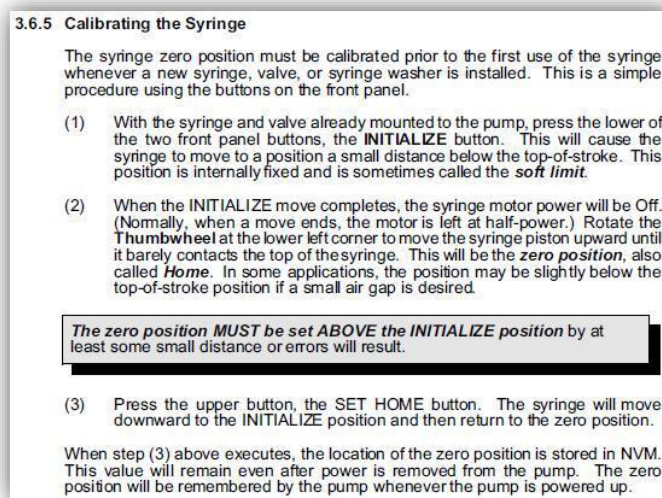 3.6.5 Calibrating the Syringe
The syringe zero position must be calibrated prior to the first use of the syringe
whenever a new syringe, valve, or syringe washer is installed. This is a simple
procedure using the buttons on the front panel.
(1) With the syringe and valve already mounted to the pump, press the lower of
the two front panel buttons, the INITIALIZE button. This will cause the
syringe to move to a position a small distance below the top-of-stroke. This
position is internally fixed and is sometimes called the soft limit.
(2) When the INITIALIZE move completes, the syringe motor power will be Off.
(Normally, when a move ends, the motor is left at half-power.) Rotate the
Thumbwheel at the lower left corner to move the syringe piston upward until
it barely contacts the top of the syringe. This will be the zero position, also
called Home. In some applications, the position may be slightly below the
top-of-stroke position if a small air gap is desired.
The zero position MUST be set ABOVE the INITIALIZE position by at
least some small distance or errors will result.
(3) Press the upper button, the SET HOME button. The syringe will move
downward to the INITIALIZE position and then return to the zero position.
When step (3) above executes, the location of the zero position is stored in NVM.
This value will remain even after power is removed from the pump. The zero
position will be remembered by the pump whenever the pump is powered up.